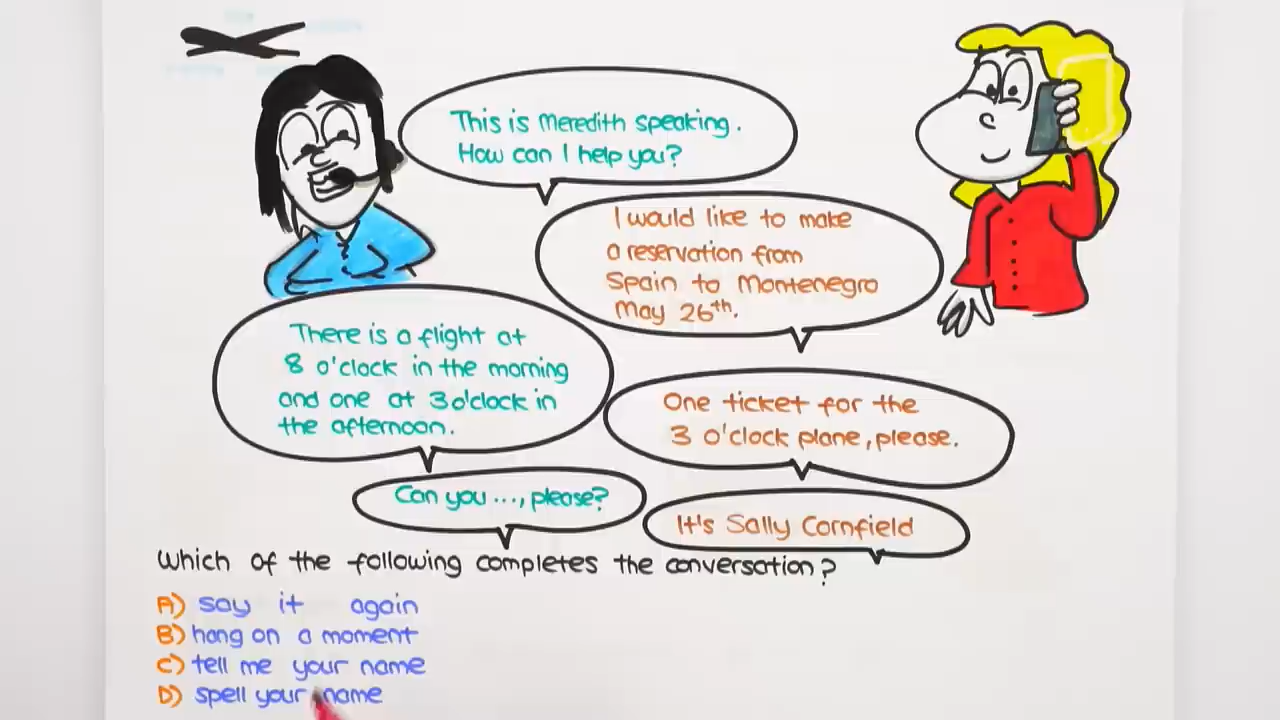 This is Meredith speaking.
How can I help you?
I would like to make
a reservation from
Spain to Montenegro
May 26th.
There is a flight at
8 o'clock in the morning
and one at 3 o'clock in
the afternoon.
One ticket for the
3 o'clock plane, please.
Can you ..., please?
It's Sally Cornfield
Which of the following completes the conversation?
A) say it again
B) hang on a moment
C) tell me your name
D) spell your name